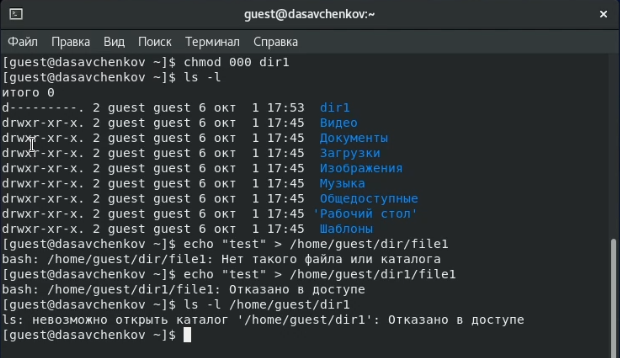 guest@dasavchenkov:~
Файл Правка Вид Поиск Терминал Справка
[guest@dasavchenkov ~]$ chmod 000 dir1
[guest@dasavchenkov ~]$ ls -l
итого 0
d---------. 2 guest guest 6 окт  1 17:53  dir1
drwxr-xr-x. 2 guest guest 6 окт  1 17:45  Видео
drwxr-xr-x. 2 guest guest 6 окт  1 17:45  Документы
drwxr-xr-x. 2 guest guest 6 окт  1 17:45  Загрузки
drwxr-xr-x. 2 guest guest 6 окт  1 17:45  Изображения
drwxr-xr-x. 2 guest guest 6 окт  1 17:45  Музыка
drwxr-xr-x. 2 guest guest 6 окт  1 17:45  Общедоступные
drwxr-xr-x. 2 guest guest 6 окт  1 17:45 'Рабочий стол'
drwxr-xr-x. 2 guest guest 6 окт  1 17:45  Шаблоны
[guest@dasavchenkov ~]$ echo "test" > /home/guest/dir/file1
bash: /home/guest/dir/file1: Нет такого файла или каталога
[guest@dasavchenkov ~]$ echo "test" > /home/guest/dir1/file1
bash: /home/guest/dir1/file1: Отказано в доступе
[guest@dasavchenkov ~]$ ls -l /home/guest/dir1
ls: невозможно открыть каталог '/home/guest/dir1': Отказано в доступе
[guest@dasavchenkov ~]$